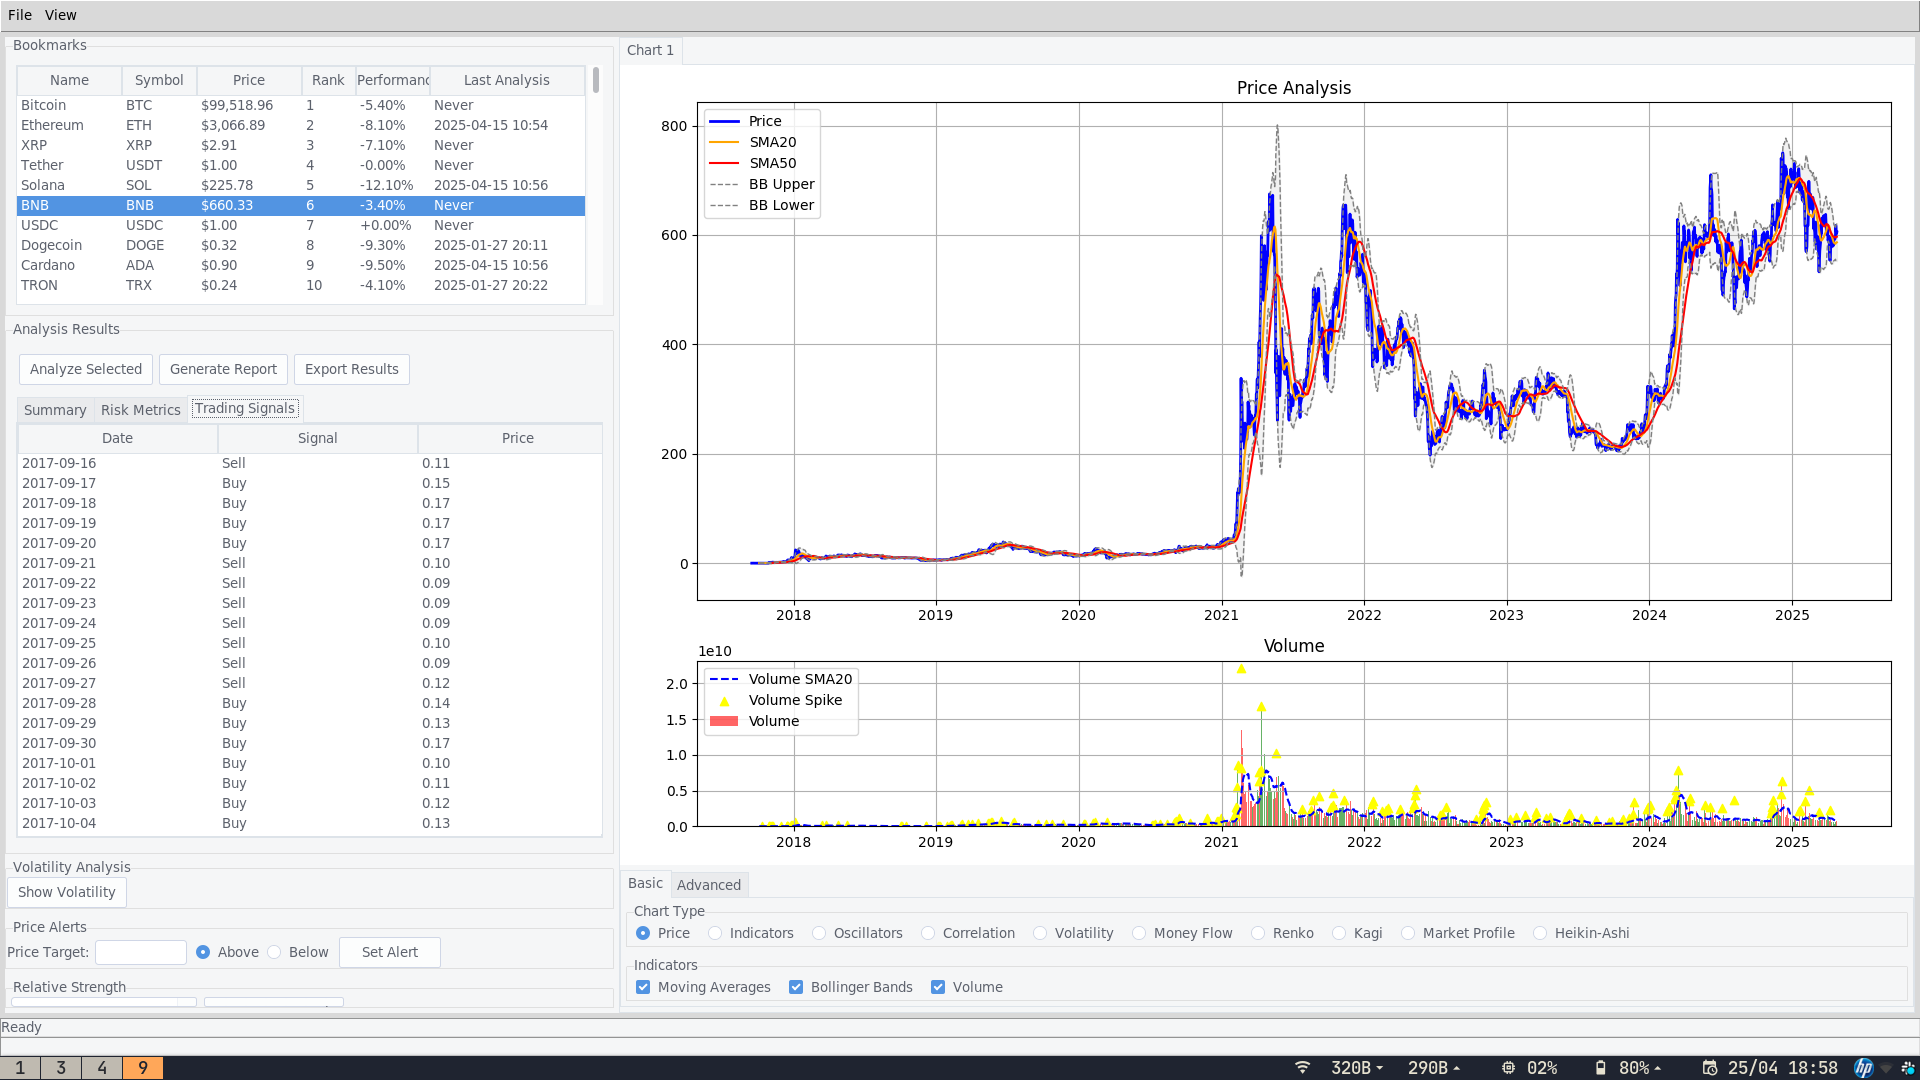 File View
Bookmarks
Name Symbol Price Rank Performanc Last Analysis
Bitcoin BTC $99,518.96 1 -5.40% Never
Ethereum ETH $3,066.89 2 -8.10% 2025-04-15 10:54
XRP XRP $2.91 3 -7.10% Never
Tether USDT $1.00 4 -0.00% Never
Solana SOL $225.78 5 -12.10% 2025-04-15 10:56
BNB BNB $660.33 6 -3.40% Never
USDC USDC $1.00 7 +0.00% Never
Dogecoin DOGE $0.32 8 -9.30% 2025-01-27 20:11
Cardano ADA $0.90 9 -9.50% 2025-04-15 10:56
TRON TRX $0.24 10 -4.10% 2025-01-27 20:22
Analysis Results
Analyze Selected Generate Report Export Results
Summary Risk Metrics Trading Signals
Date Signal Price
2017-09-16 Sell 0.11
2017-09-17 Buy 0.15
2017-09-18 Buy 0.17
2017-09-19 Buy 0.17
2017-09-20 Buy 0.17
2017-09-21 Sell 0.10
2017-09-22 Sell 0.09
2017-09-23 Sell 0.09
2017-09-24 Sell 0.09
2017-09-25 Sell 0.10
2017-09-26 Sell 0.09
2017-09-27 Sell 0.12
2017-09-28 Buy 0.14
2017-09-29 Buy 0.13
2017-09-30 Buy 0.17
2017-10-01 Buy 0.10
2017-10-02 Buy 0.11
2017-10-03 Buy 0.12
2017-10-04 Buy 0.13
Volatility Analysis
Show Volatility
Price Alerts
Price Target: Above Below Set Alert
Relative Strength
Chart 1
Price Analysis
Price
SMA20
SMA50
BB Upper
BB Lower
800
600
400
200
0
2018 2019 2020 2021 2022 2023 2024 2025
Volume
1e10
Volume SMA20
Volume Spike
Volume
2.0
1.5
1.0
0.5
0.0
2018 2019 2020 2021 2022 2023 2024 2025
Basic Advanced
Chart Type
Price Indicators Oscillators Correlation Volatility Money Flow Renko Kagi Market Profile Heikin-Ashi
Indicators
Moving Averages Bollinger Bands Volume
Ready
1 3 4 9 320B 290B 02% 80% 25/04 18:58 hp